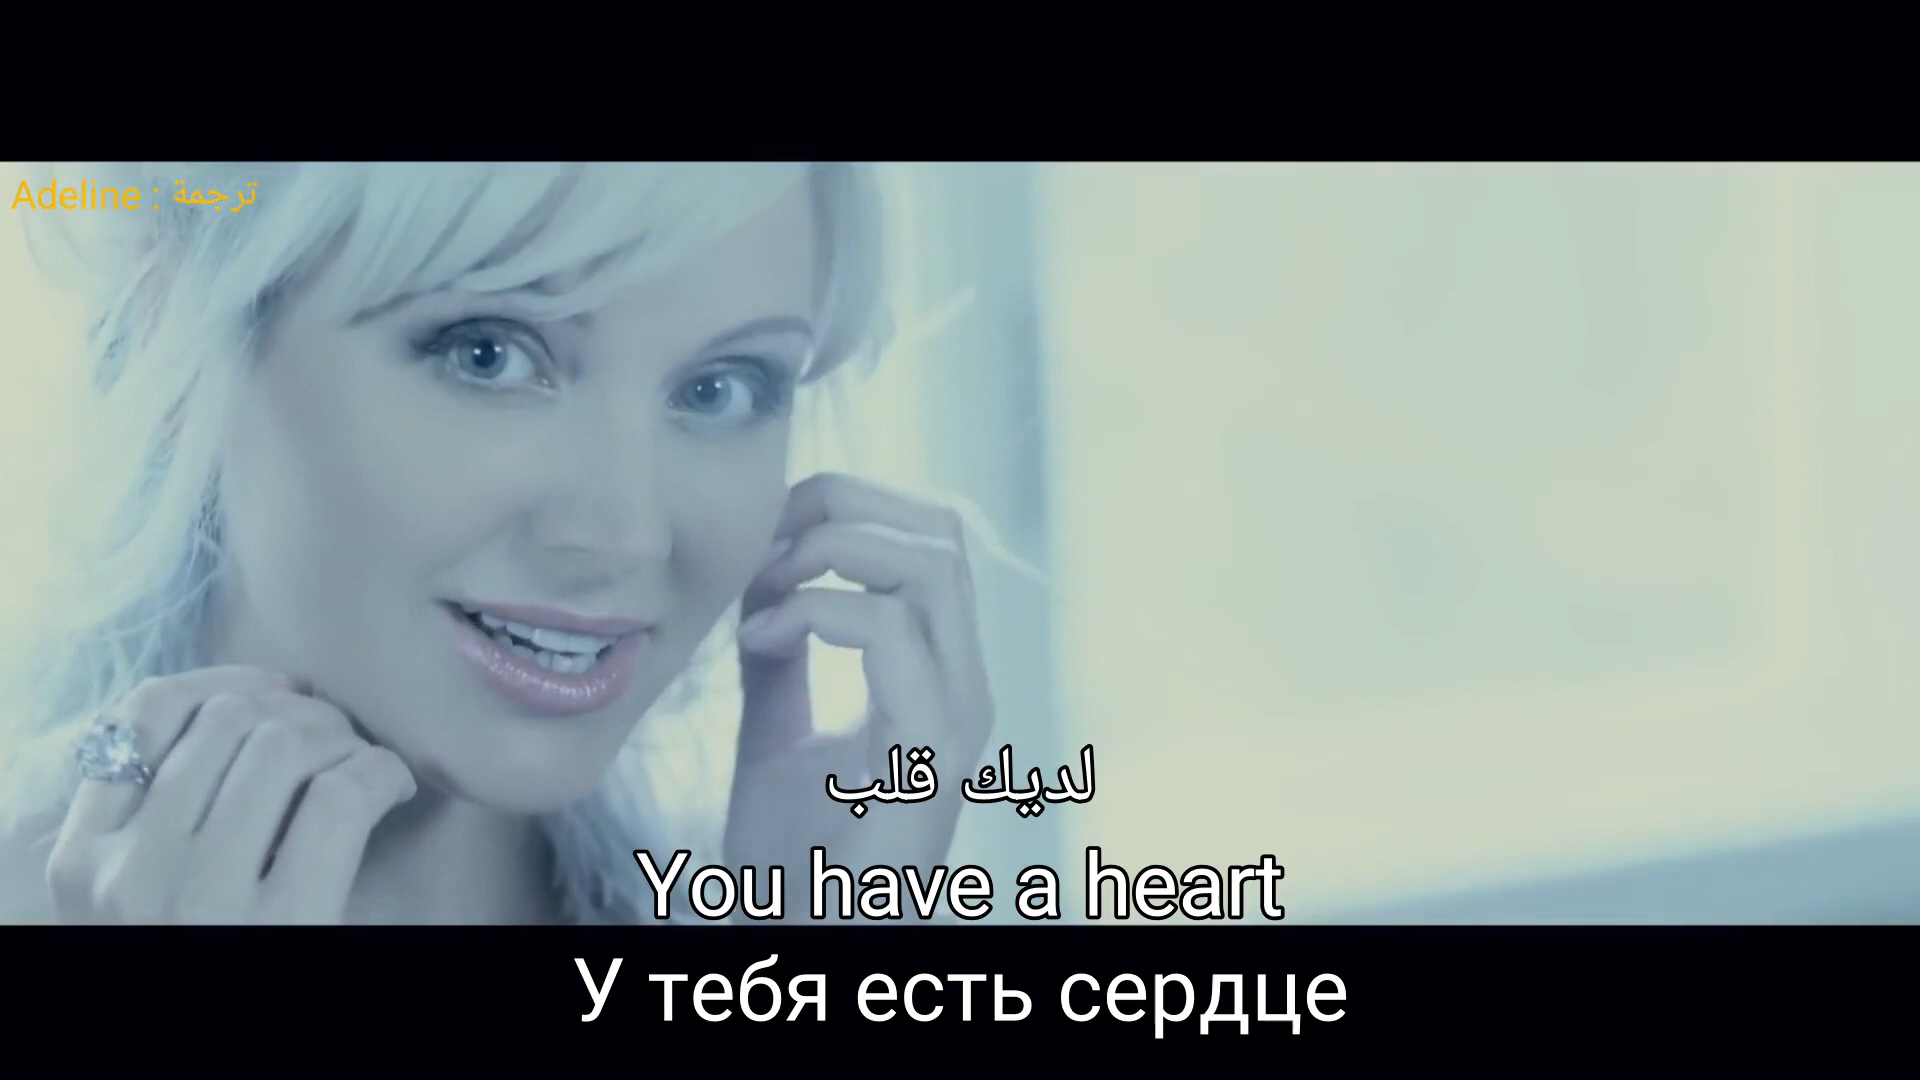 Adeline : ترجمة
لديك قلب
You have a heart
У тебя есть сердце